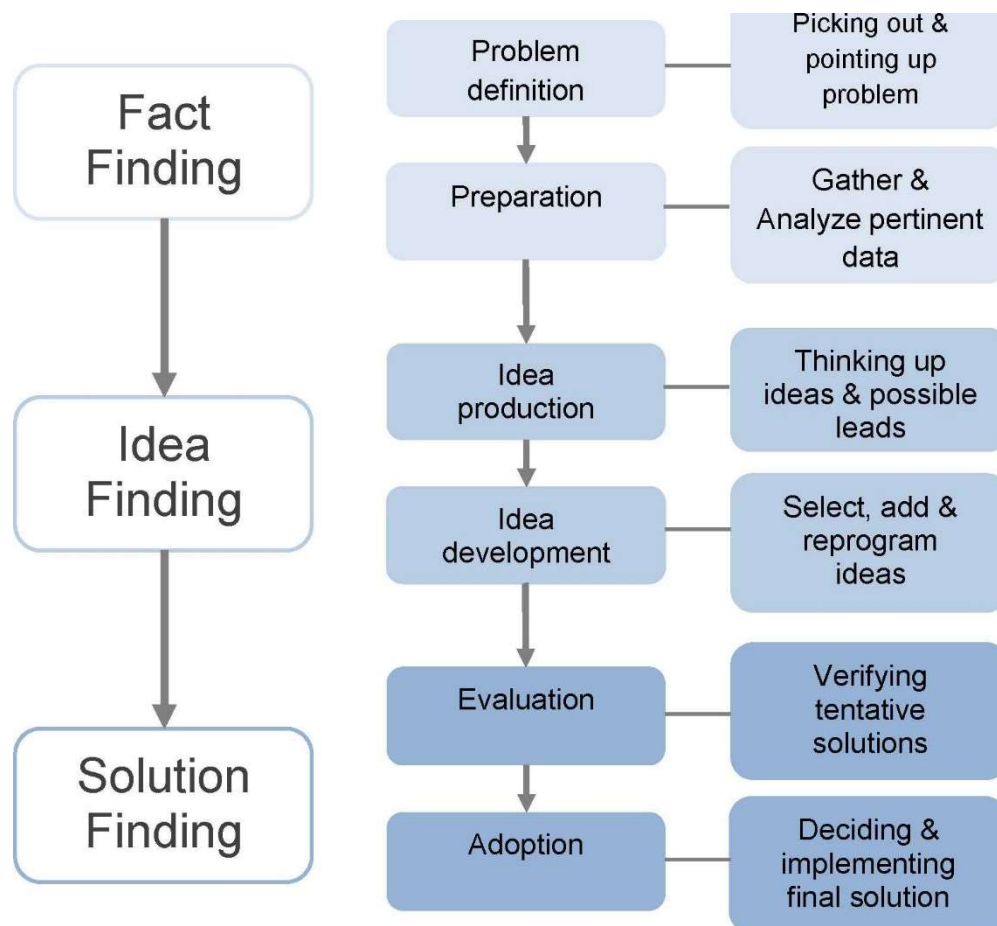 Fact
Finding
Idea
Finding
Solution
Finding
Problem
definition
Picking out &
pointing up
problem
Preparation
Gather &
Analyze pertinent
data
Idea
production
Thinking up
ideas & possible
leads
Idea
development
Select, add &
reprogram
ideas
Evaluation
Verifying
tentative
solutions
Adoption
Deciding &
implementing
final solution